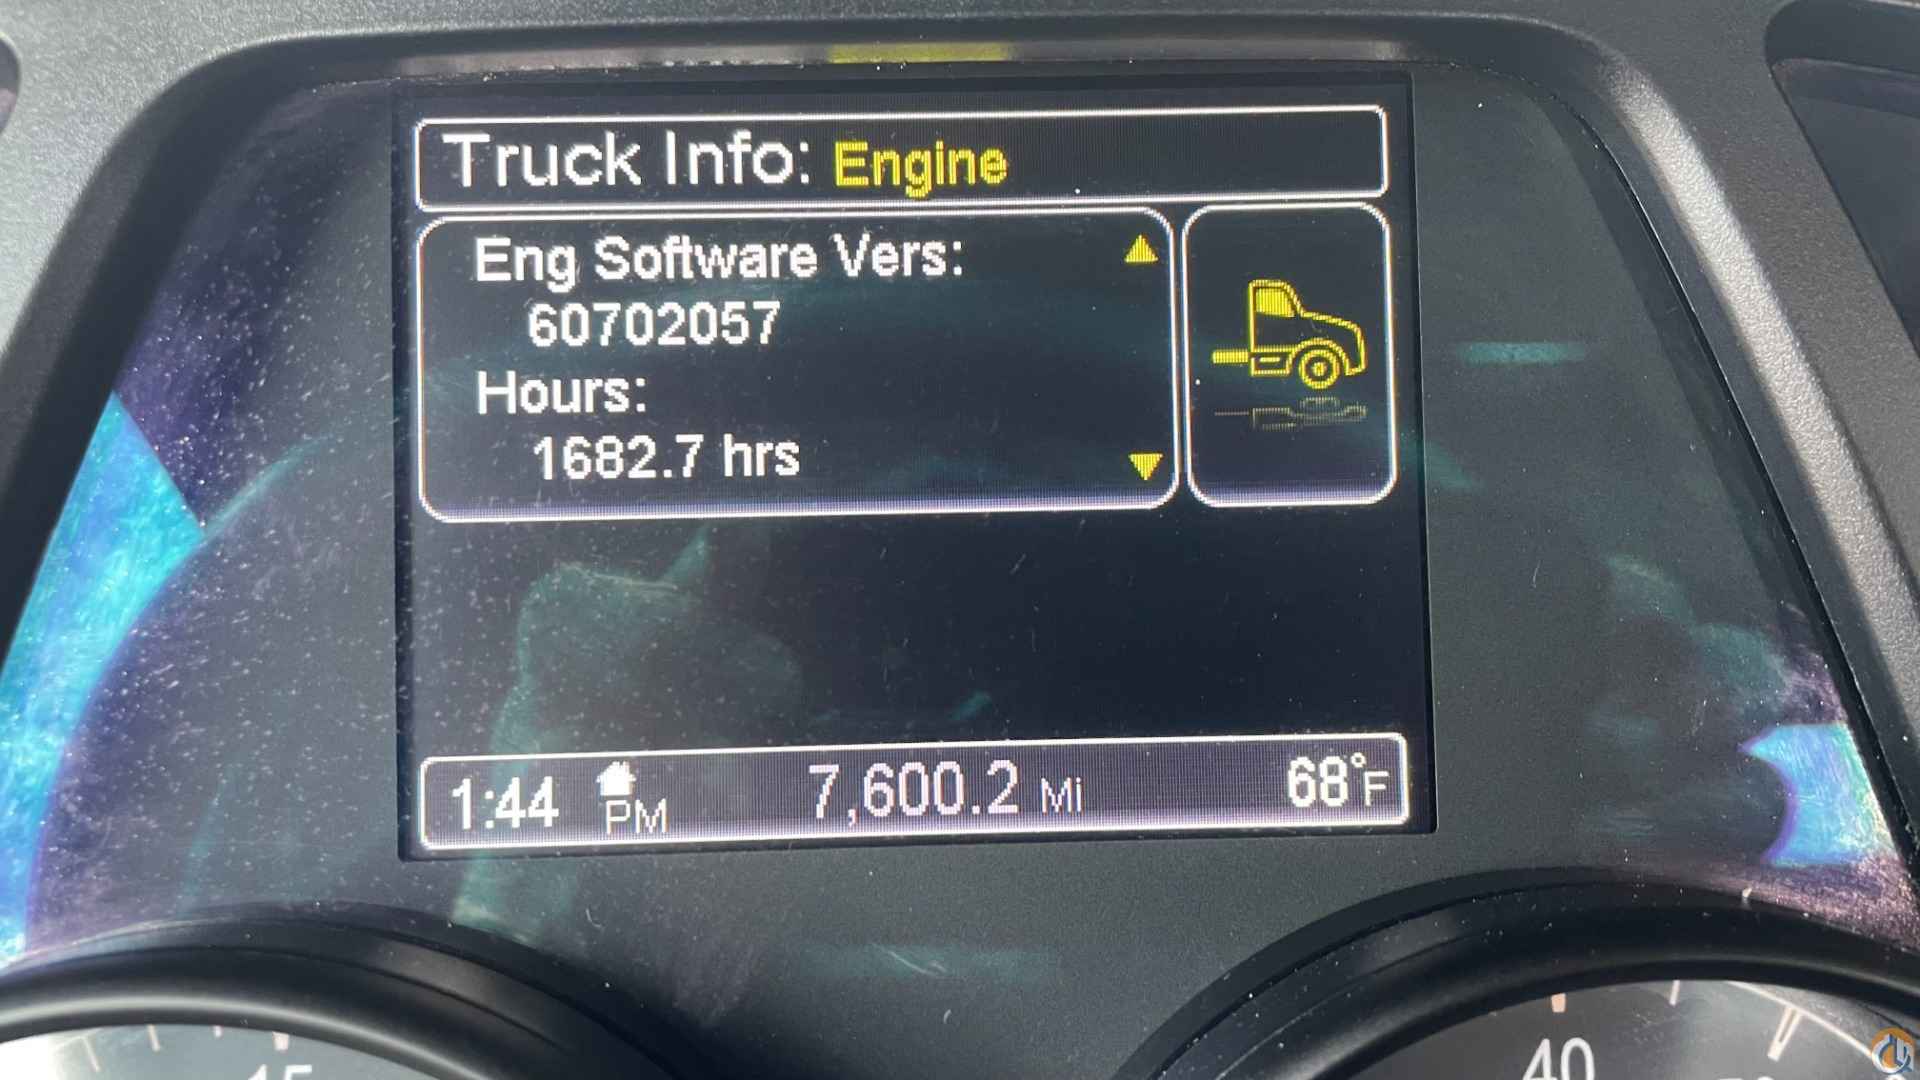 Truck Info: Engine
Eng Software Vers:
60702057
Hours:
1682.7 hrs
1:44 PM 7,600.2 Mi 68°F
15
40